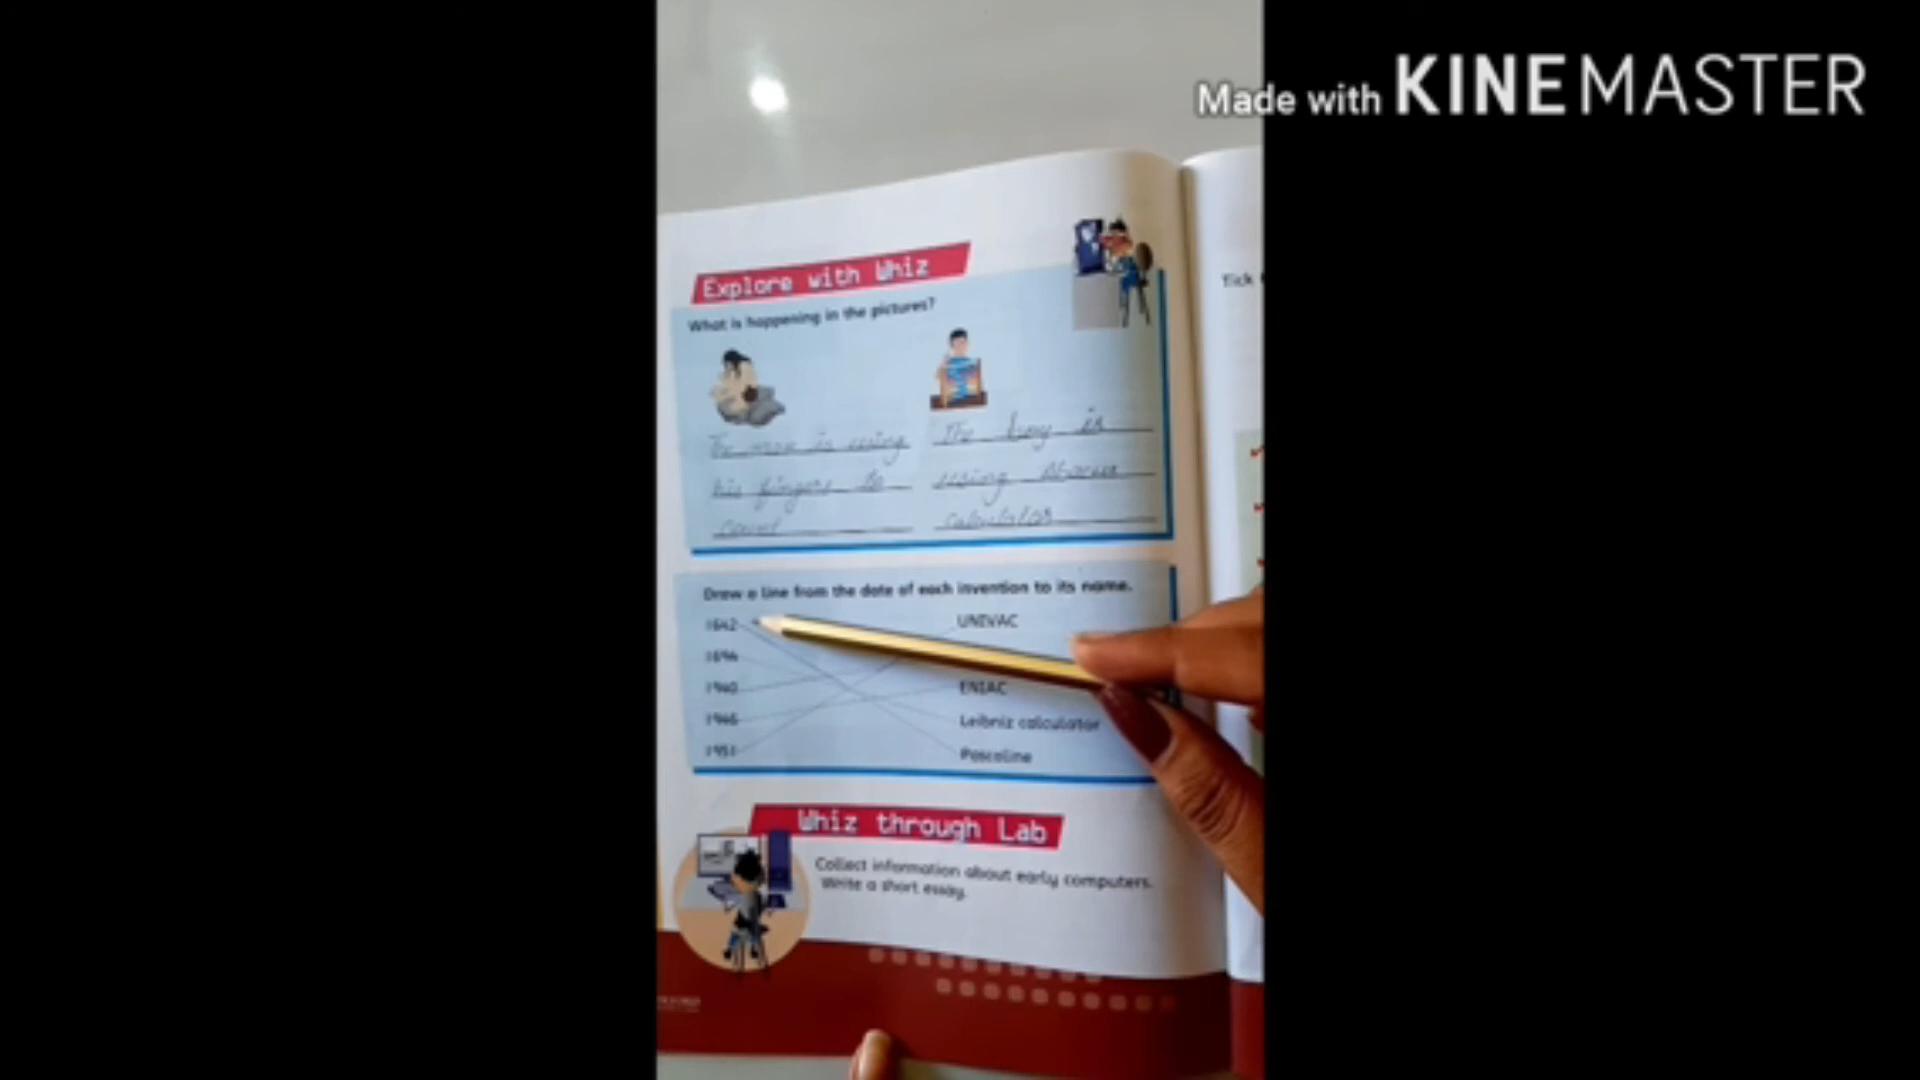 Made with KINEMASTER
Explore with Whiz
What is happening in the pictures?
The man is using
his fingers to
count
The boy is
using Abacus
calculator
Tick
Draw a line from the date of each invention to its name.
1642
1694
1940
1946
1951
UNIVAC
ENIAC
Leibniz calculator
Pascaline
Whiz through Lab
Collect information about early computers.
Write a short essay.